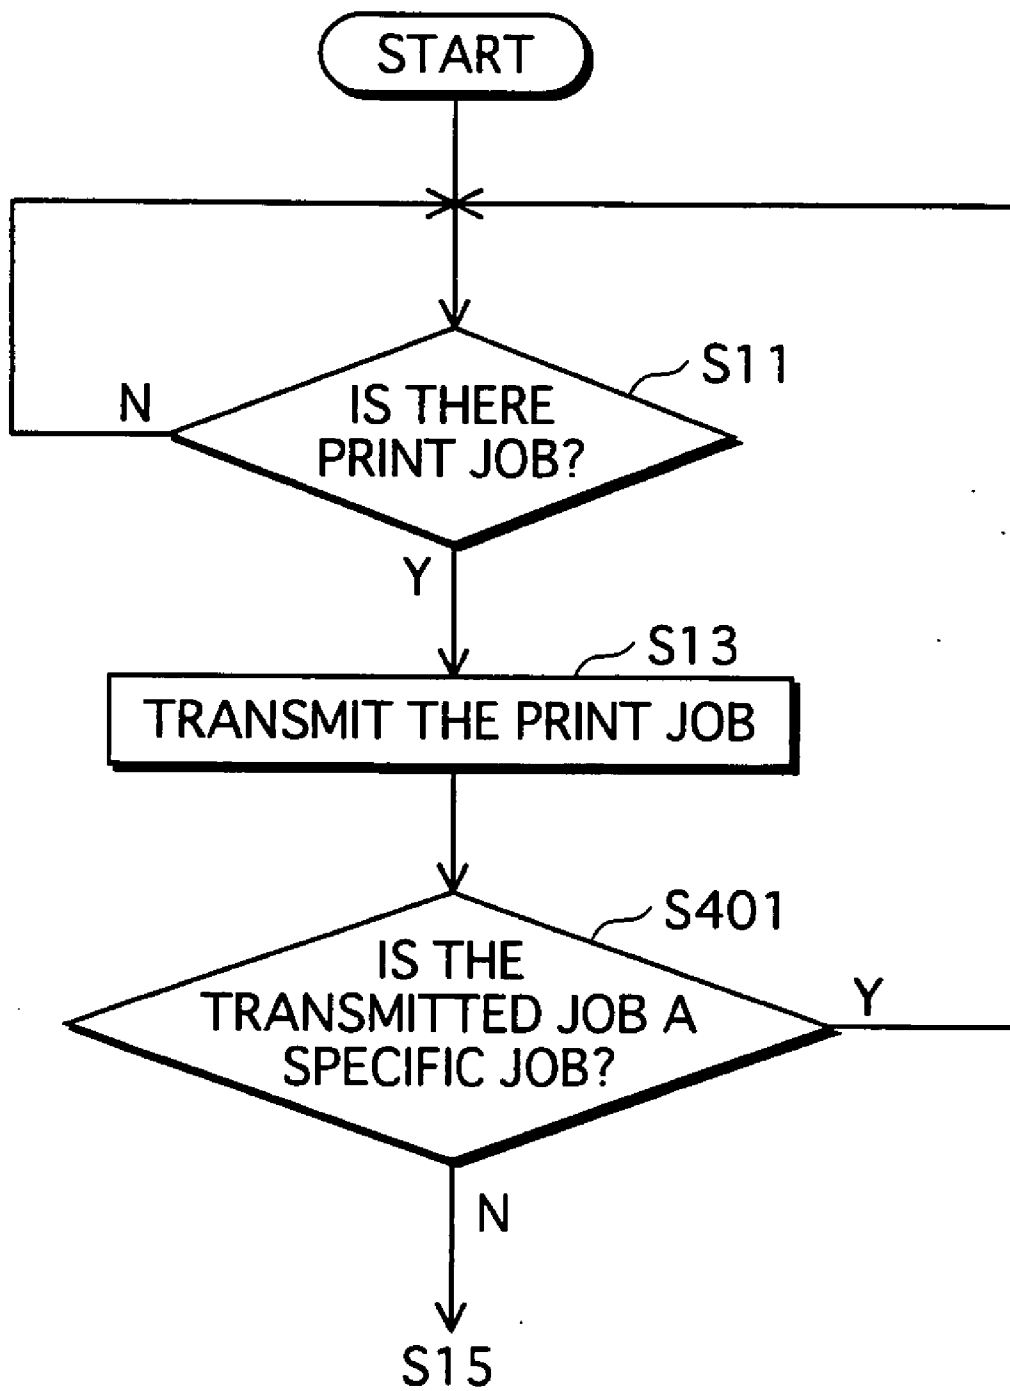 START
S11
N
IS THERE
PRINT JOB?
Y
S13
TRANSMIT THE PRINT JOB
S401
IS THE
Y
TRANSMITTED JOB A
SPECIFIC JOB?
N
S15